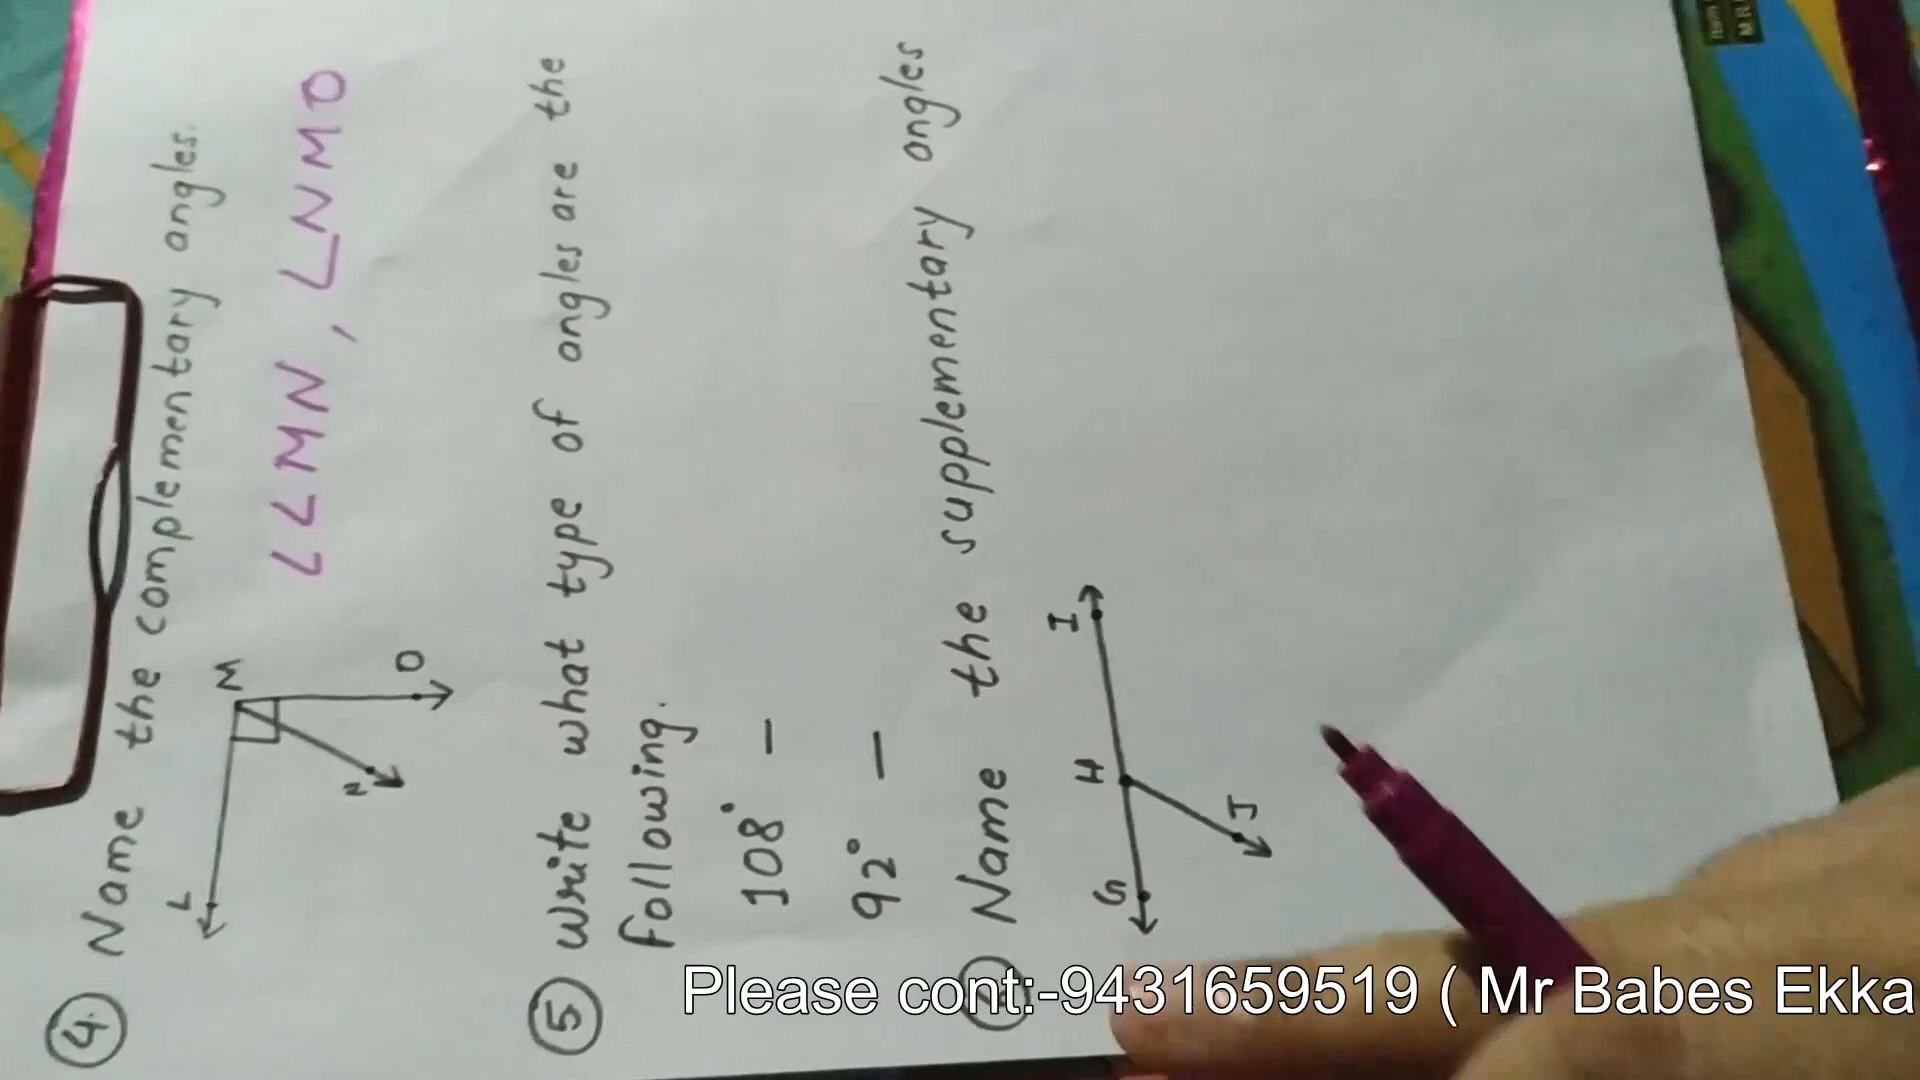 4. Name the complementary angles.
L
M
N
O
∠LMN, ∠NMO
5 Write what type of angles are the
following.
108° –
92° –
Name the supplementary angles
G
H
I
J
Please cont:-9431659519 ( Mr Babes Ekka